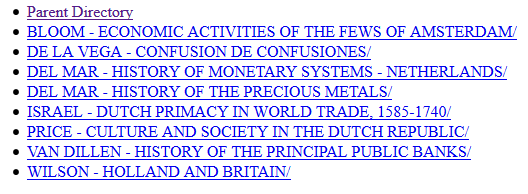 Parent Directory
BLOOM - ECONOMIC ACTIVITIES OF THE FEWS OF AMSTERDAM/
DE LA VEGA - CONFUSION DE CONFUSIONES/
DEL MAR - HISTORY OF MONETARY SYSTEMS - NETHERLANDS/
DEL MAR - HISTORY OF THE PRECIOUS METALS/
ISRAEL - DUTCH PRIMACY IN WORLD TRADE, 1585-1740/
PRICE - CULTURE AND SOCIETY IN THE DUTCH REPUBLIC/
VAN DILLEN - HISTORY OF THE PRINCIPAL PUBLIC BANKS/
WILSON - HOLLAND AND BRITAIN/